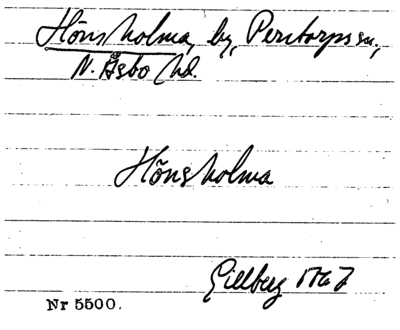 Hönsholma, by, Perstorps sn,
N. Åsbo hd.
Hönsholma
Gillberg 1767
Nr 5500.